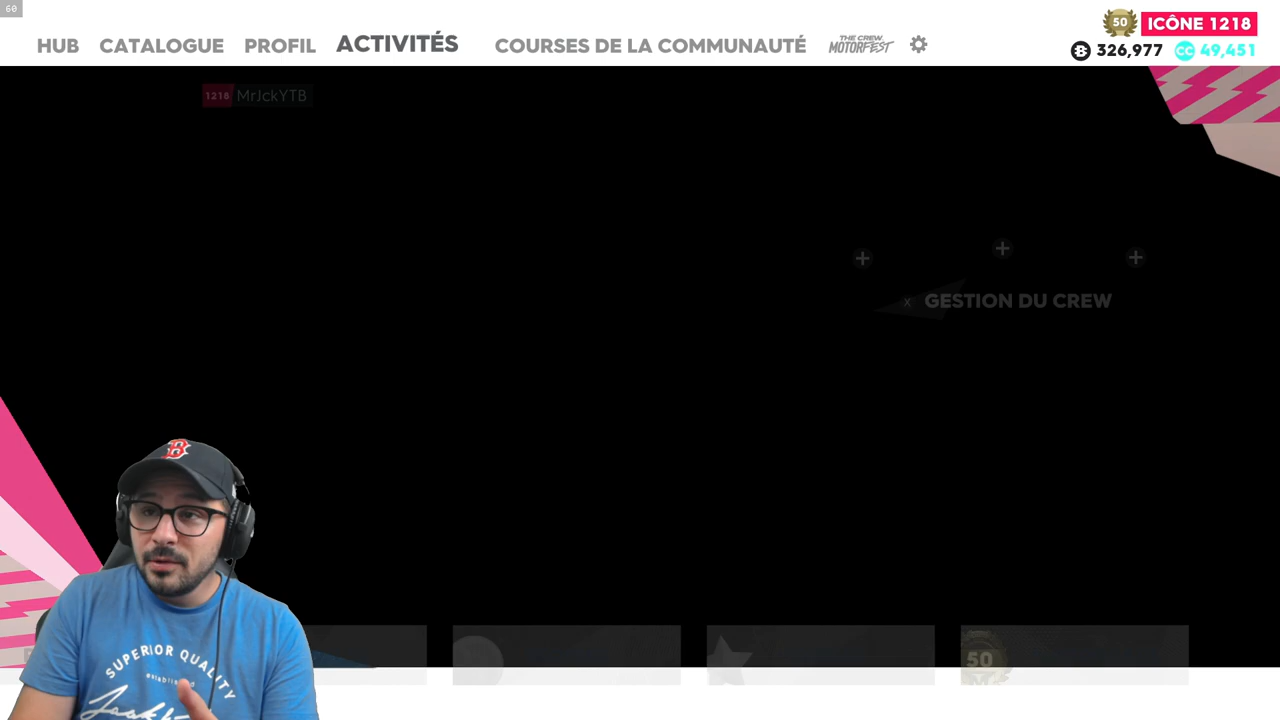 60
HUB CATALOGUE PROFIL ACTIVITÉS COURSES DE LA COMMUNAUTÉ THE CREW MOTORFEST
50 ICÔNE 1218
B 326,977 CC 49,451
1218 MrJckYTB
X GESTION DU CREW
B
SUPERIOR QUALITY
50